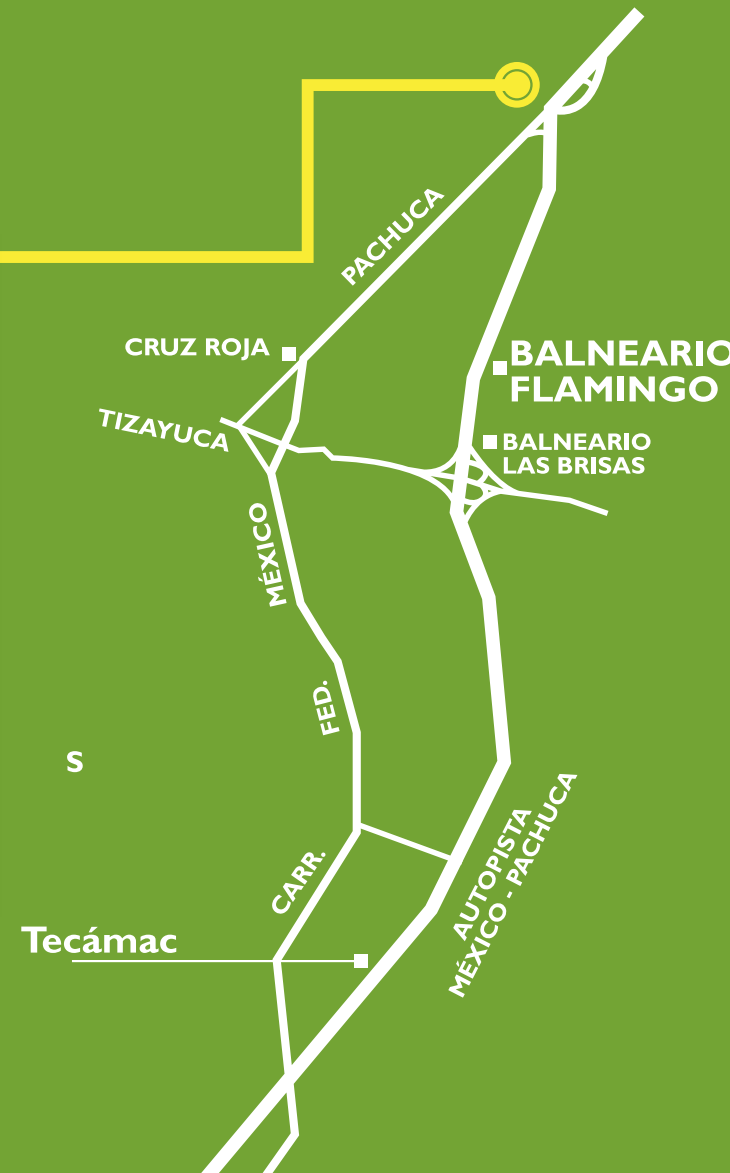 PACHUCA
CRUZ ROJA
BALNEARIO
FLAMINGO
TIZAYUCA
BALNEARIO
LAS BRISAS
MÉXICO
FED.
S
AUTOPISTA
MÉXICO - PACHUCA
CARR.
Tecámac